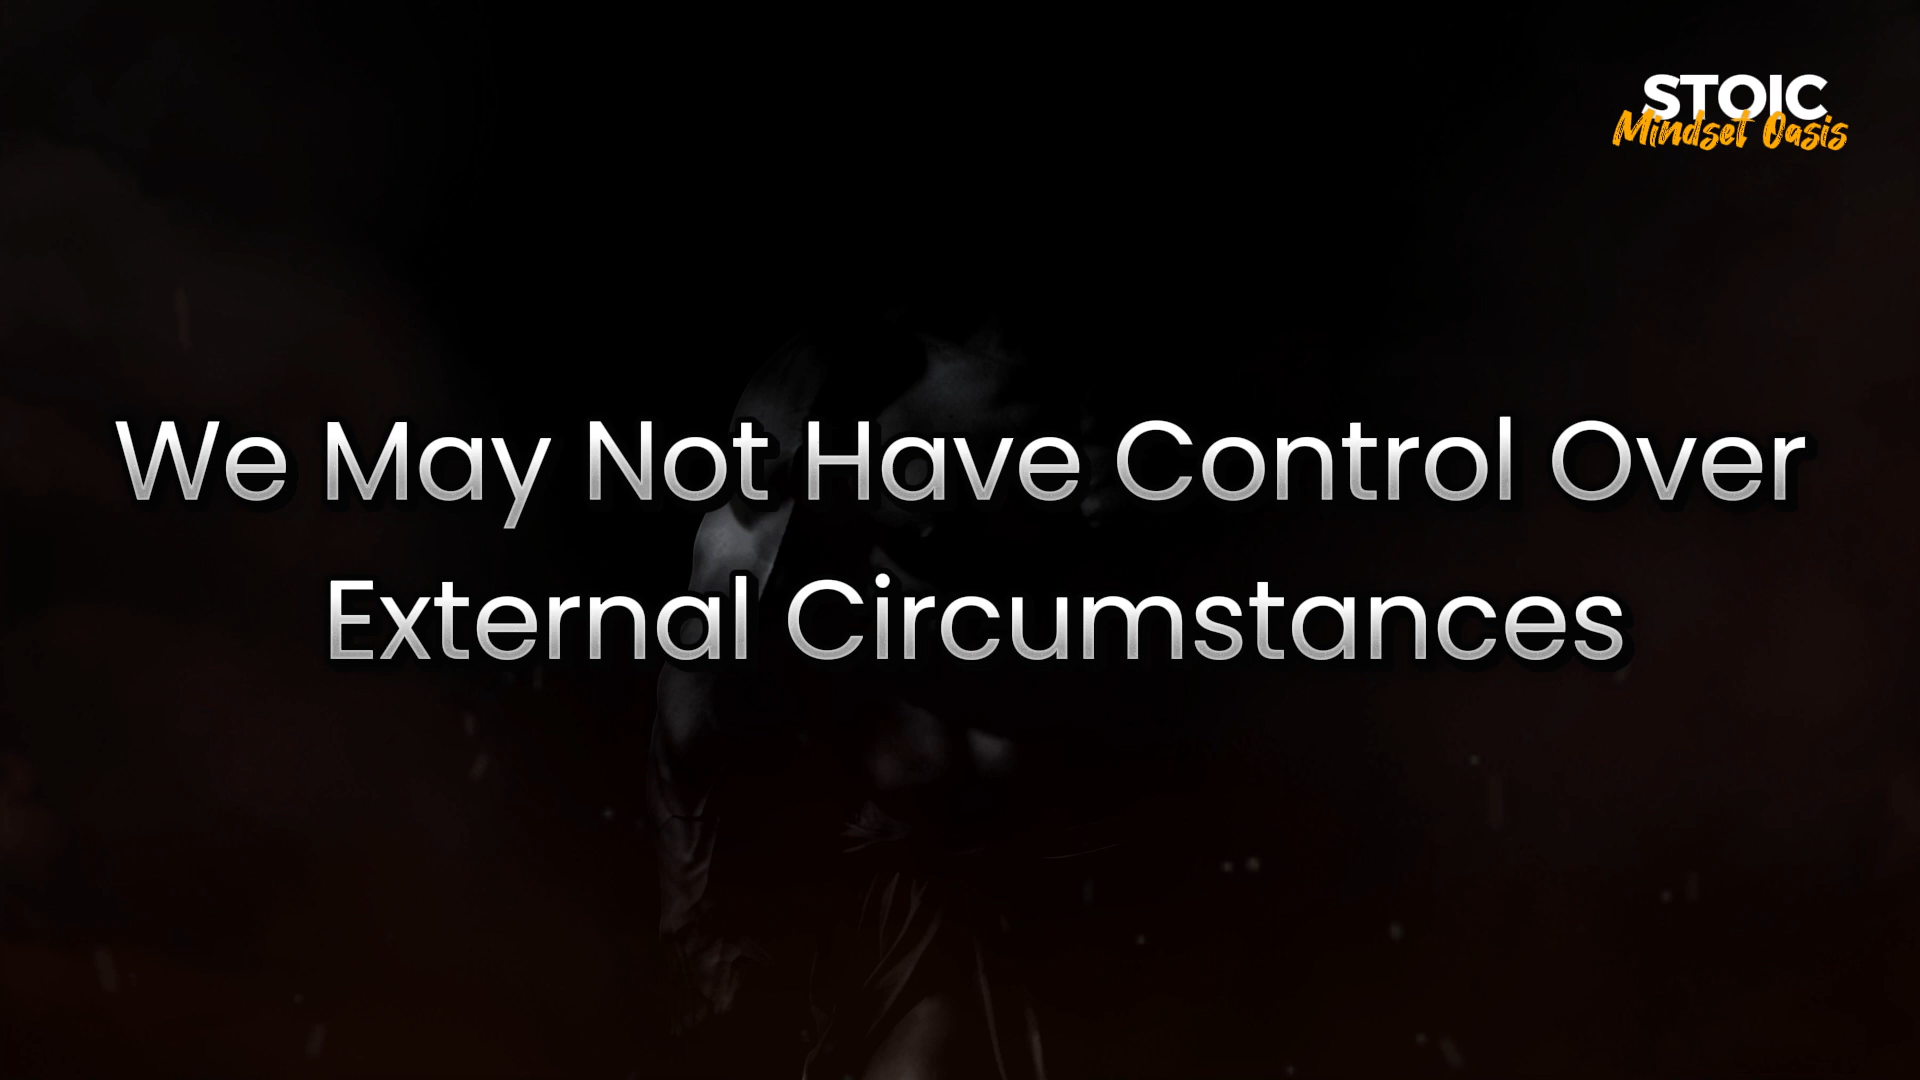 STOIC
Mindset Oasis
We May Not Have Control Over
External Circumstances